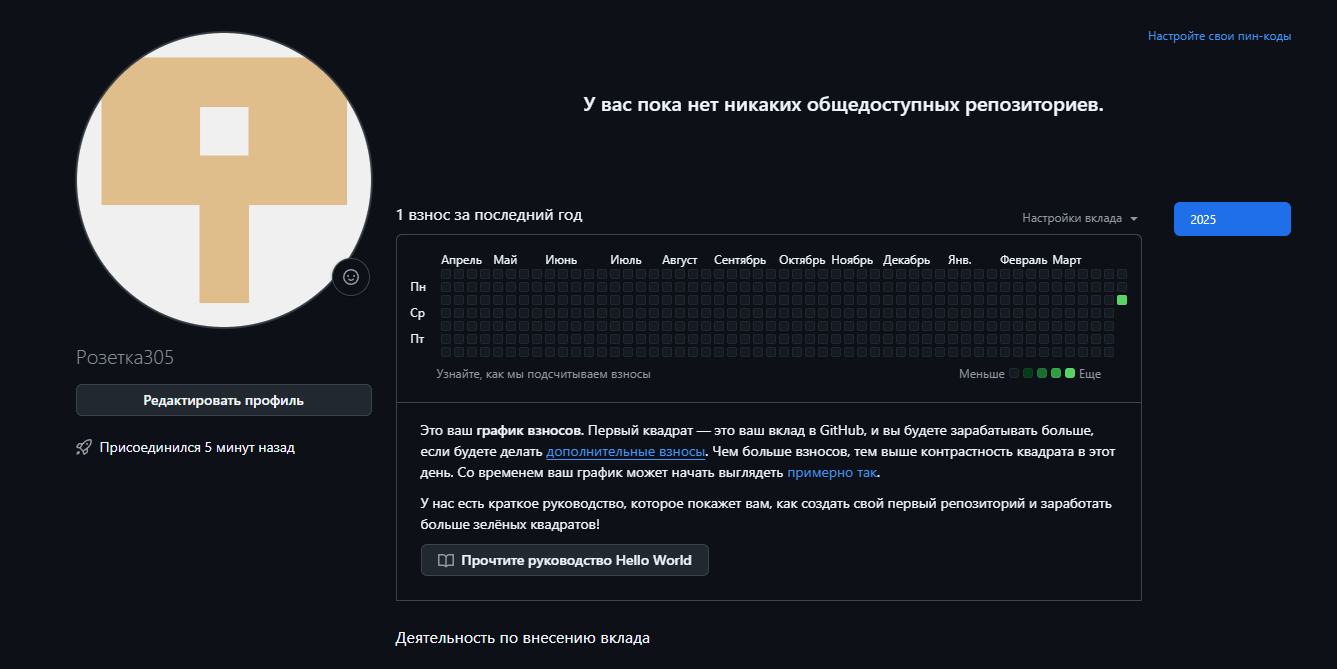 Настройте свои пин-коды
У вас пока нет никаких общедоступных репозиториев.
1 взнос за последний год
Настройки вклада
2025
Апрель Май Июнь Июль Август Сентябрь Октябрь Ноябрь Декабрь Янв. Февраль Март
Пн
Ср
Пт
Узнайте, как мы подсчитываем взносы
Меньше Еще
Розетка305
Редактировать профиль
Присоединился 5 минут назад
Это ваш график взносов. Первый квадрат — это ваш вклад в GitHub, и вы будете зарабатывать больше,
если будете делать дополнительные взносы. Чем больше взносов, тем выше контрастность квадрата в этот
день. Со временем ваш график может начать выглядеть примерно так.
У нас есть краткое руководство, которое покажет вам, как создать свой первый репозиторий и заработать
больше зелёных квадратов!
Прочтите руководство Hello World
Деятельность по внесению вклада